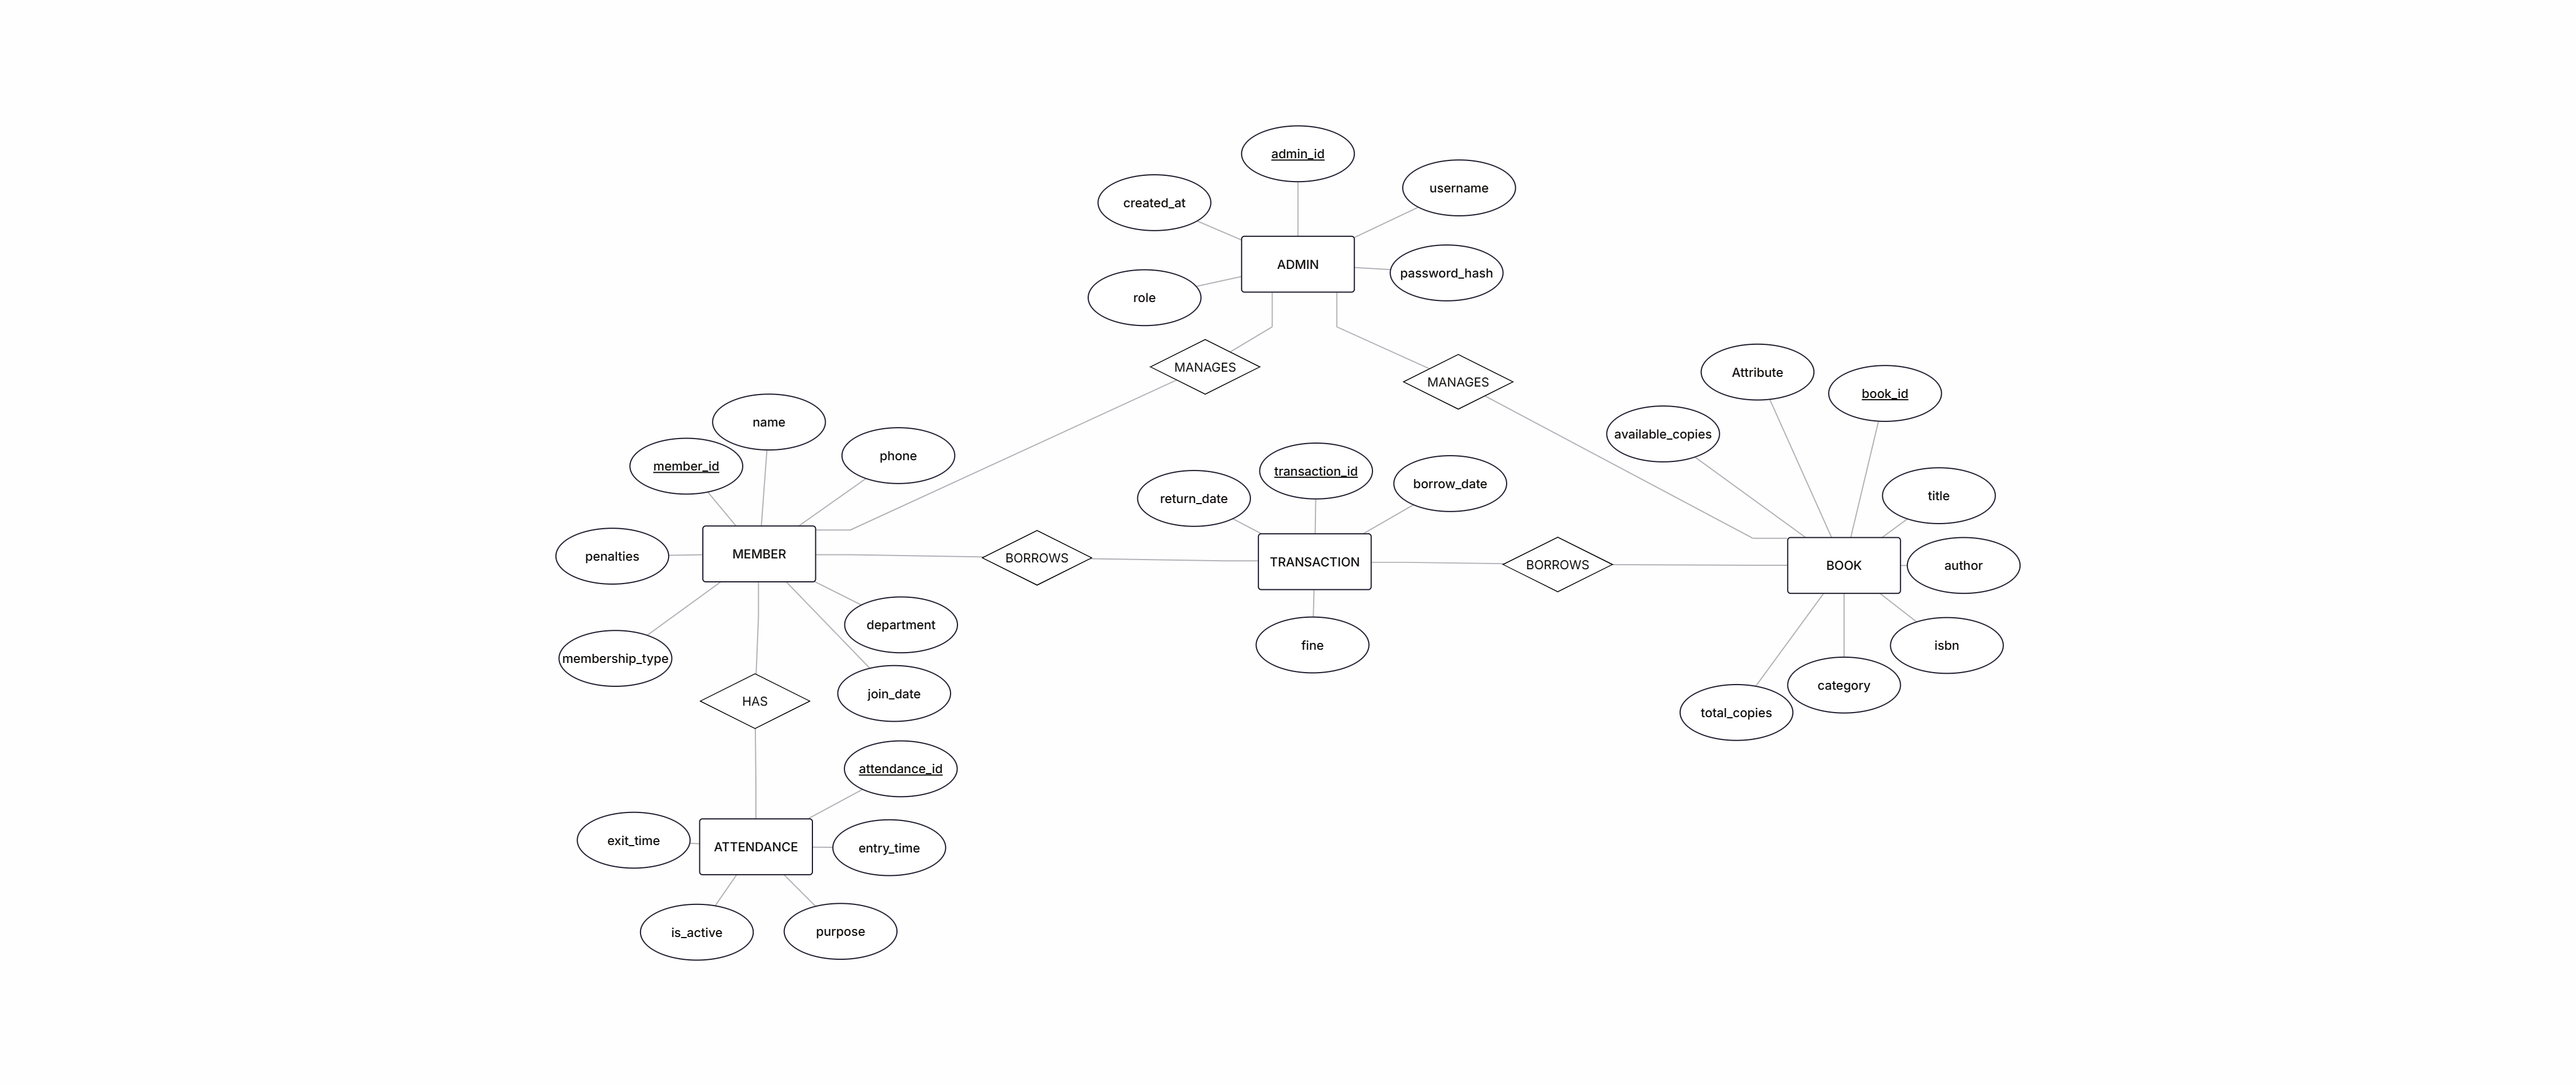 admin_id
username
created_at
ADMIN
password_hash
role
MANAGES
MANAGES
Attribute
book_id
name
available_copies
phone
member_id
transaction_id
borrow_date
title
return_date
MEMBER
penalties
BORROWS
TRANSACTION
BORROWS
BOOK
author
department
fine
isbn
membership_type
category
join_date
HAS
total_copies
attendance_id
exit_time
ATTENDANCE
entry_time
is_active
purpose